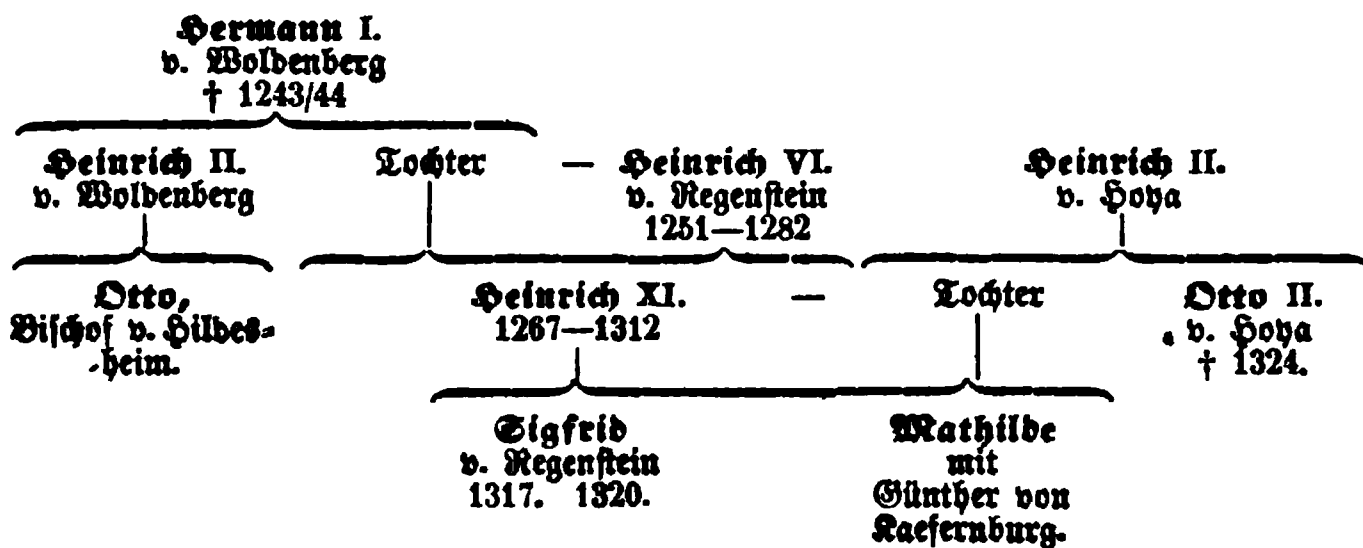 Hermann I.
v. Woldenberg
† 1243/44
Heinrich II.
v. Woldenberg
Tochter
—
Heinrich VI.
v. Regenstein
1251—1282
Heinrich II.
v. Hoya
Otto,
Bischof v. Hildes-
heim.
Heinrich XI.
1267—1312
—
Tochter
Otto II.
v. Hoya
† 1324.
Sigfrid
v. Regenstein
1317. 1320.
Mathilde
mit
Günther von
Kaefernburg.